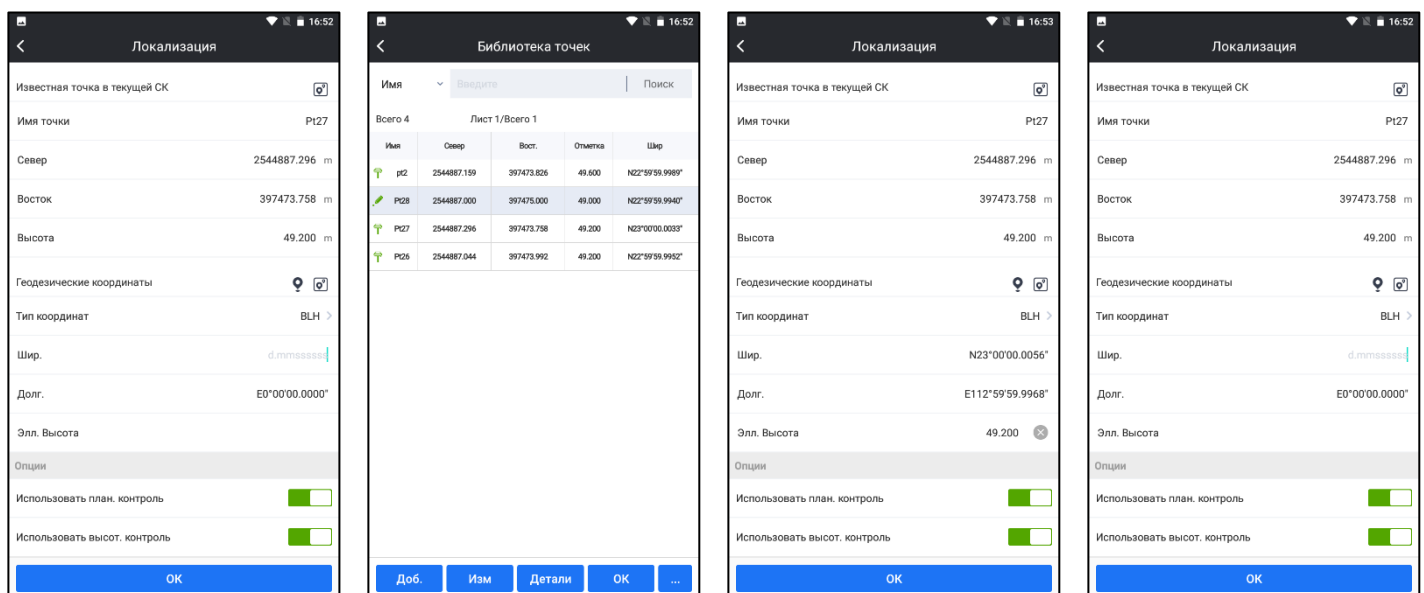 16:52
Локализация
Известная точка в текущей СК
Имя точки Pt27
Север 2544887.296 m
Восток 397473.758 m
Высота 49.200 m
Геодезические координаты
Тип координат BLH >
Шир. d.mmssssss
Долг. E0°00'00.0000"
Элл. Высота
Опции
Использовать план. контроль
Использовать высот. контроль
ОК
16:52
Библиотека точек
Имя Введите Поиск
Всего 4 Лист 1/Всего 1
Имя Север Вост. Отметка Шир
pt2 2544887.159 397473.826 49.600 N22°59'59.9989"
Pt28 2544887.000 397475.000 49.000 N22°59'59.9940"
Pt27 2544887.296 397473.758 49.200 N23°00'00.0033"
Pt26 2544887.044 397473.992 49.200 N22°59'59.9952"
Доб. Изм Детали ОК ...
16:53
Локализация
Известная точка в текущей СК
Имя точки Pt27
Север 2544887.296 m
Восток 397473.758 m
Высота 49.200 m
Геодезические координаты
Тип координат BLH >
Шир. N23°00'00.0056"
Долг. E112°59'59.9968"
Элл. Высота 49.200
Опции
Использовать план. контроль
Использовать высот. контроль
ОК
16:52
Локализация
Известная точка в текущей СК
Имя точки Pt27
Север 2544887.296 m
Восток 397473.758 m
Высота 49.200 m
Геодезические координаты
Тип координат BLH >
Шир. d.mmssssss
Долг. E0°00'00.0000"
Элл. Высота
Опции
Использовать план. контроль
Использовать высот. контроль
ОК